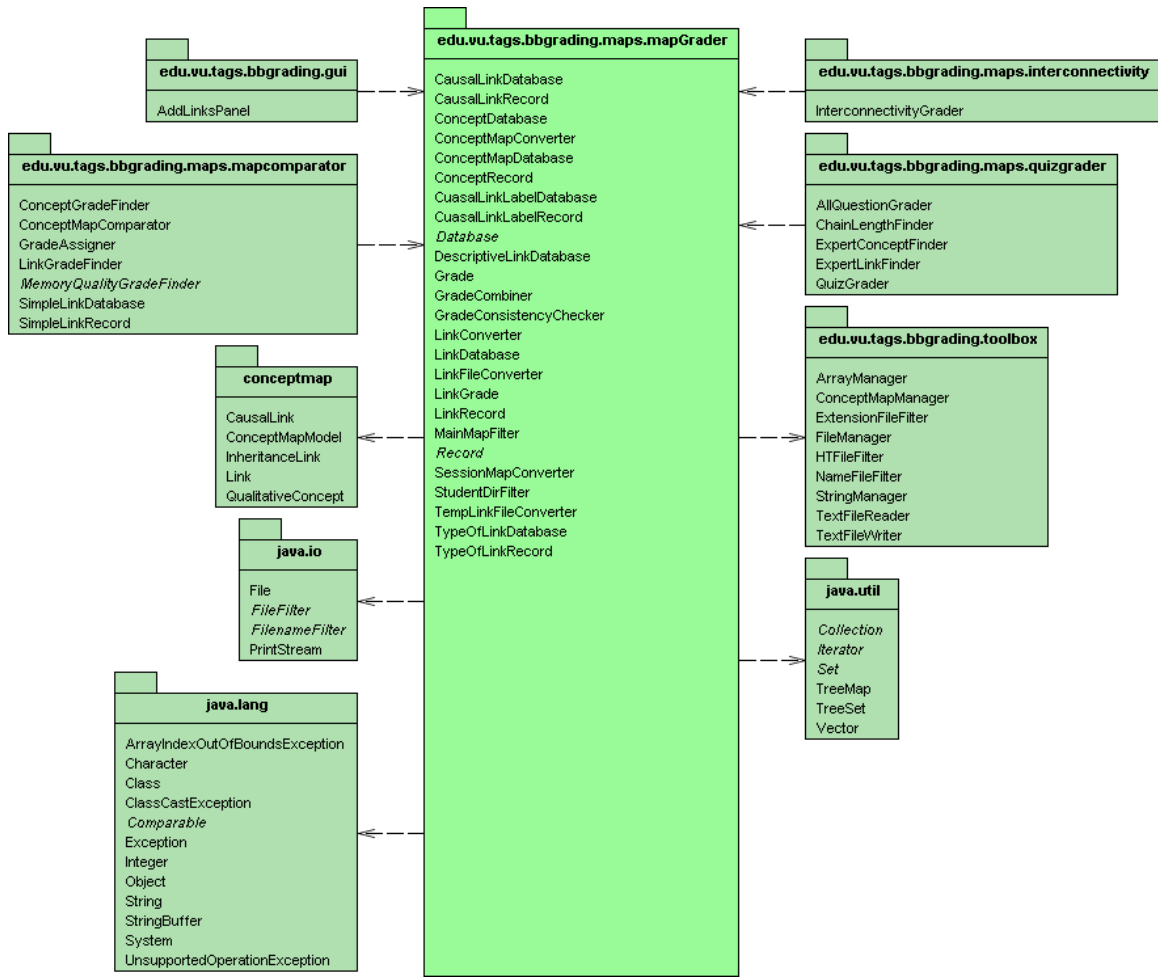 edu.vu.tags.bbgrading.maps.mapGrader
CausalLinkDatabase
CausalLinkRecord
ConceptDatabase
ConceptMapConverter
ConceptMapDatabase
ConceptRecord
CuasalLinkLabelDatabase
CuasalLinkLabelRecord
Database
DescriptiveLinkDatabase
Grade
GradeCombiner
GradeConsistencyChecker
LinkConverter
LinkDatabase
LinkFileConverter
LinkGrade
LinkRecord
MainMapFilter
Record
SessionMapConverter
StudentDirFilter
TempLinkFileConverter
TypeOfLinkDatabase
TypeOfLinkRecord
edu.vu.tags.bbgrading.gui
AddLinksPanel
edu.vu.tags.bbgrading.maps.mapcomparator
ConceptGradeFinder
ConceptMapComparator
GradeAssigner
LinkGradeFinder
MemoryQualityGradeFinder
SimpleLinkDatabase
SimpleLinkRecord
conceptmap
CausalLink
ConceptMapModel
InheritanceLink
Link
QualitativeConcept
java.io
File
FileFilter
FilenameFilter
PrintStream
java.lang
ArrayIndexOutOfBoundsException
Character
Class
ClassCastException
Comparable
Exception
Integer
Object
String
StringBuffer
System
UnsupportedOperationException
edu.vu.tags.bbgrading.maps.interconnectivity
InterconnectivityGrader
edu.vu.tags.bbgrading.maps.quizgrader
AllQuestionGrader
ChainLengthFinder
ExpertConceptFinder
ExpertLinkFinder
QuizGrader
edu.vu.tags.bbgrading.toolbox
ArrayManager
ConceptMapManager
ExtensionFileFilter
FileManager
HTFileFilter
NameFileFilter
StringManager
TextFileReader
TextFileWriter
java.util
Collection
Iterator
Set
TreeMap
TreeSet
Vector